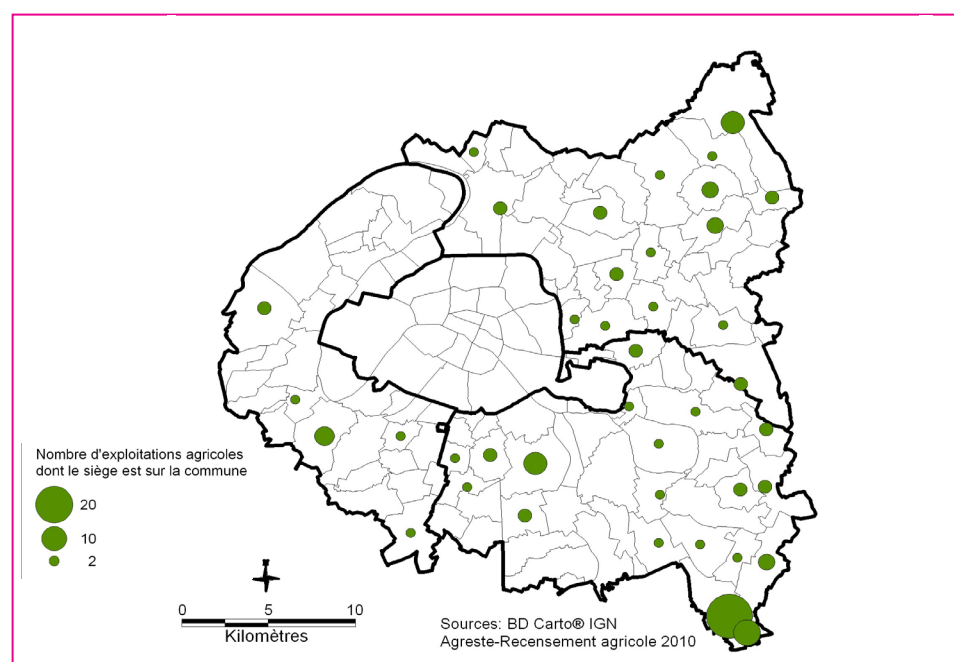 Nombre d'exploitations agricoles
dont le siège est sur la commune
20
10
2
N
0 5 10
Kilomètres
Sources: BD Carto® IGN
Agreste-Recensement agricole 2010